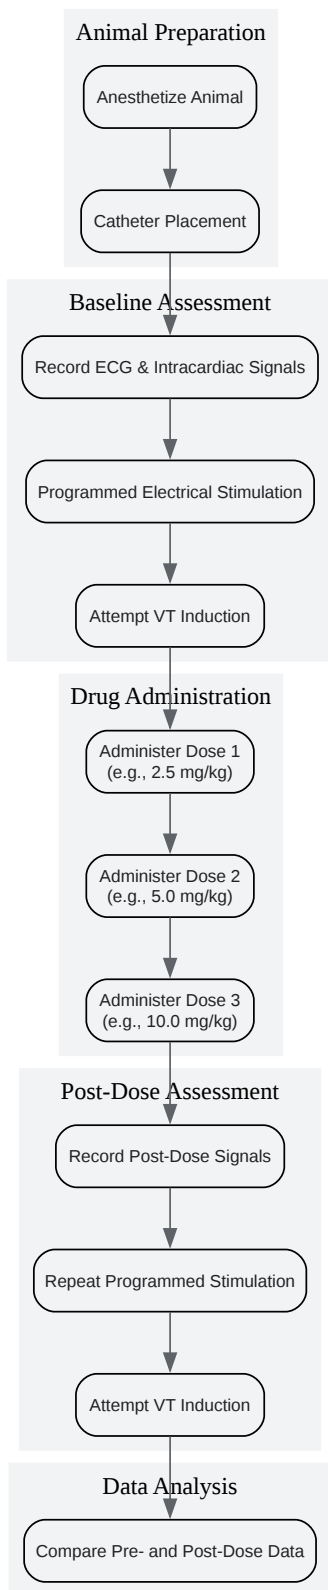 Animal Preparation
Anesthetize Animal
Catheter Placement
Baseline Assessment
Record ECG & Intracardiac Signals
Programmed Electrical Stimulation
Attempt VT Induction
Drug Administration
Administer Dose 1
(e.g., 2.5 mg/kg)
Administer Dose 2
(e.g., 5.0 mg/kg)
Administer Dose 3
(e.g., 10.0 mg/kg)
Post-Dose Assessment
Record Post-Dose Signals
Repeat Programmed Stimulation
Attempt VT Induction
Data Analysis
Compare Pre- and Post-Dose Data